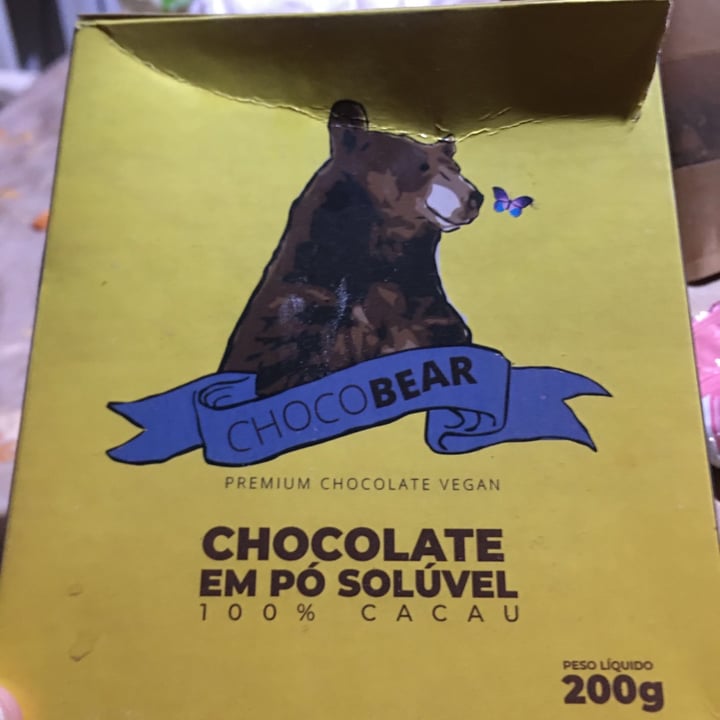 CHOCOBEAR
PREMIUM CHOCOLATE VEGAN
CHOCOLATE
EM PÓ SOLÚVEL
100% CACAU
PESO LÍQUIDO
200g